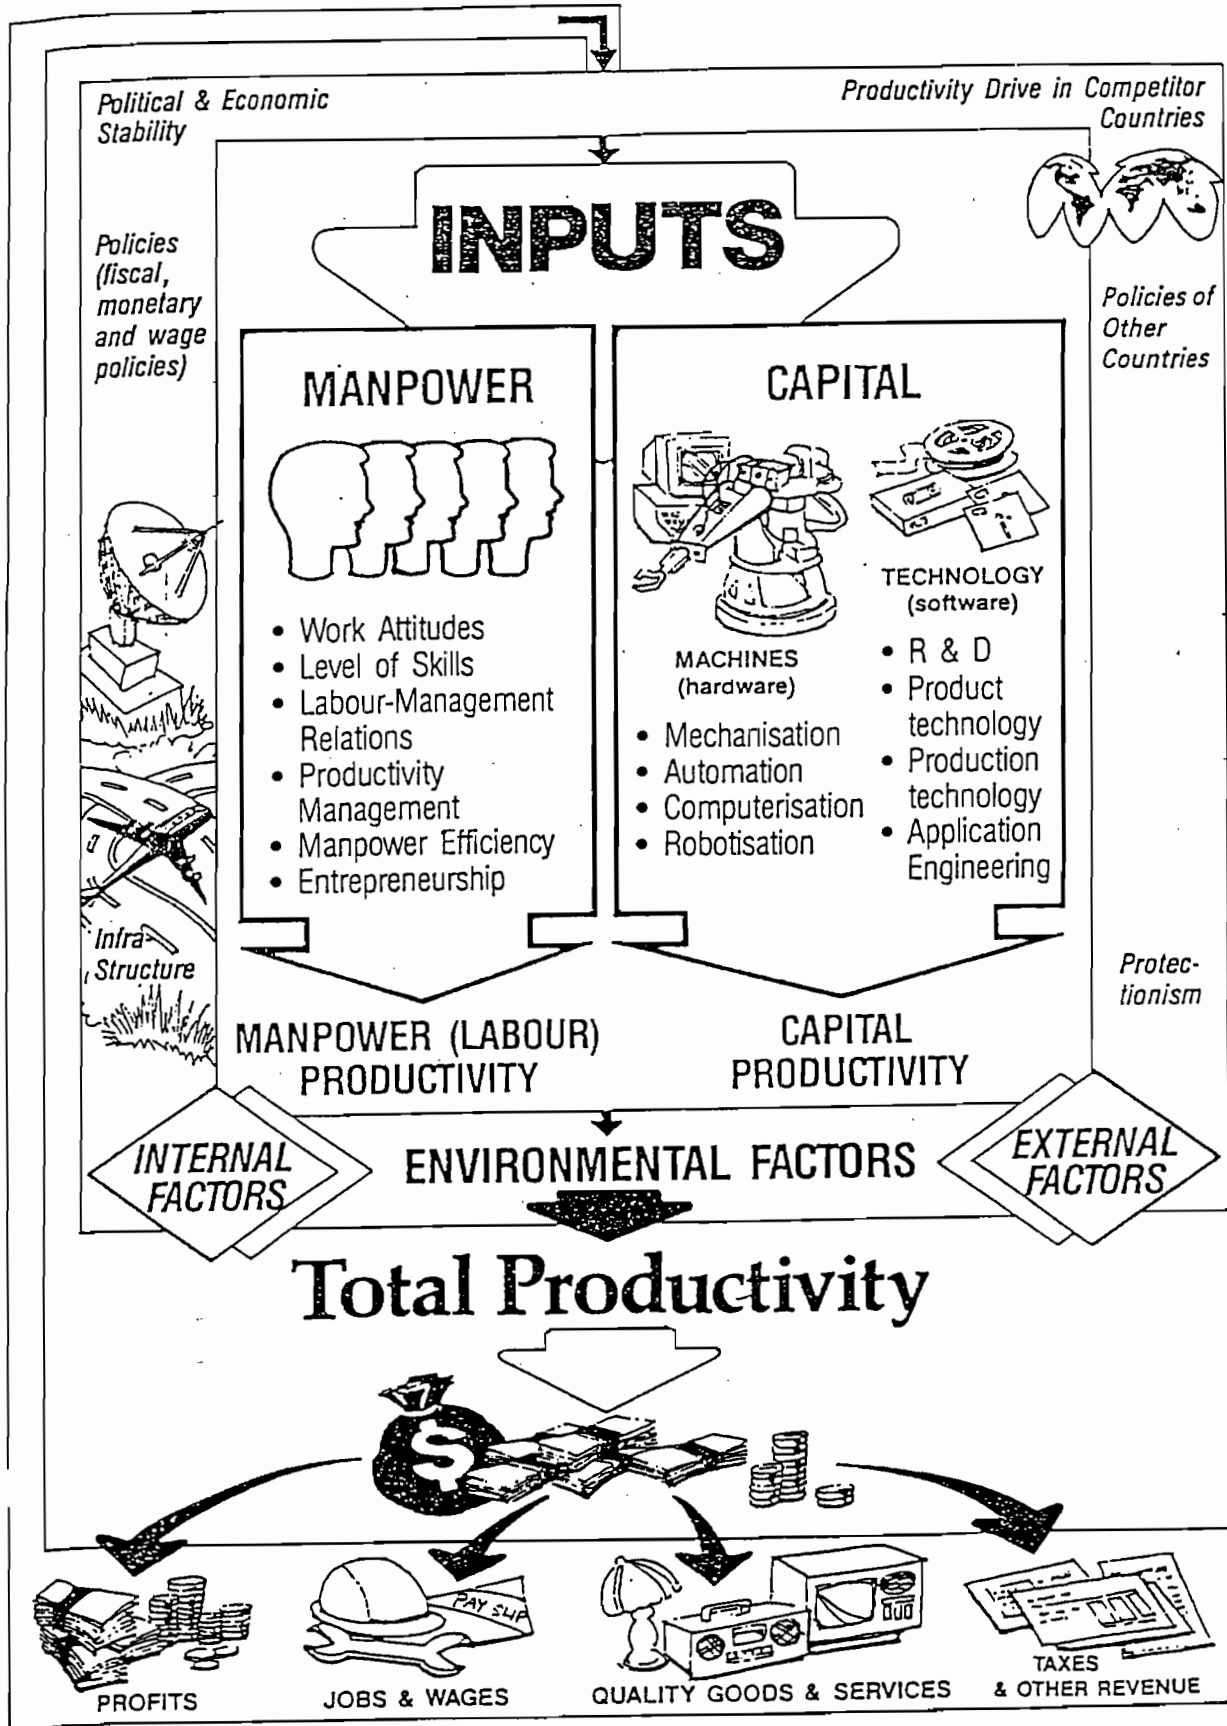 Political & Economic
Stability
Productivity Drive in Competitor
Countries
INPUTS
Policies
(fiscal,
monetary
and wage
policies)
Policies of
Other
Countries
MANPOWER
• Work Attitudes
• Level of Skills
• Labour-Management
Relations
• Productivity
Management
• Manpower Efficiency
• Entrepreneurship
CAPITAL
MACHINES
(hardware)
• Mechanisation
• Automation
• Computerisation
• Robotisation
TECHNOLOGY
(software)
• R & D
• Product
technology
• Production
technology
• Application
Engineering
Infra-
Structure
Protec-
tionism
MANPOWER (LABOUR)
PRODUCTIVITY
CAPITAL
PRODUCTIVITY
INTERNAL
FACTORS
ENVIRONMENTAL FACTORS
EXTERNAL
FACTORS
Total Productivity
$
PAY SLIP
PROFITS
JOBS & WAGES
QUALITY GOODS & SERVICES
TAXES
& OTHER REVENUE